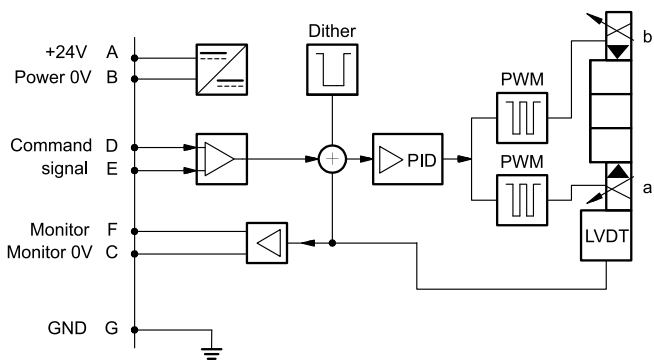 Dither
+24V A
Power 0V B
b
PWM
Command D
signal E
PID
PWM
a
Monitor F
Monitor 0V C
LVDT
GND G